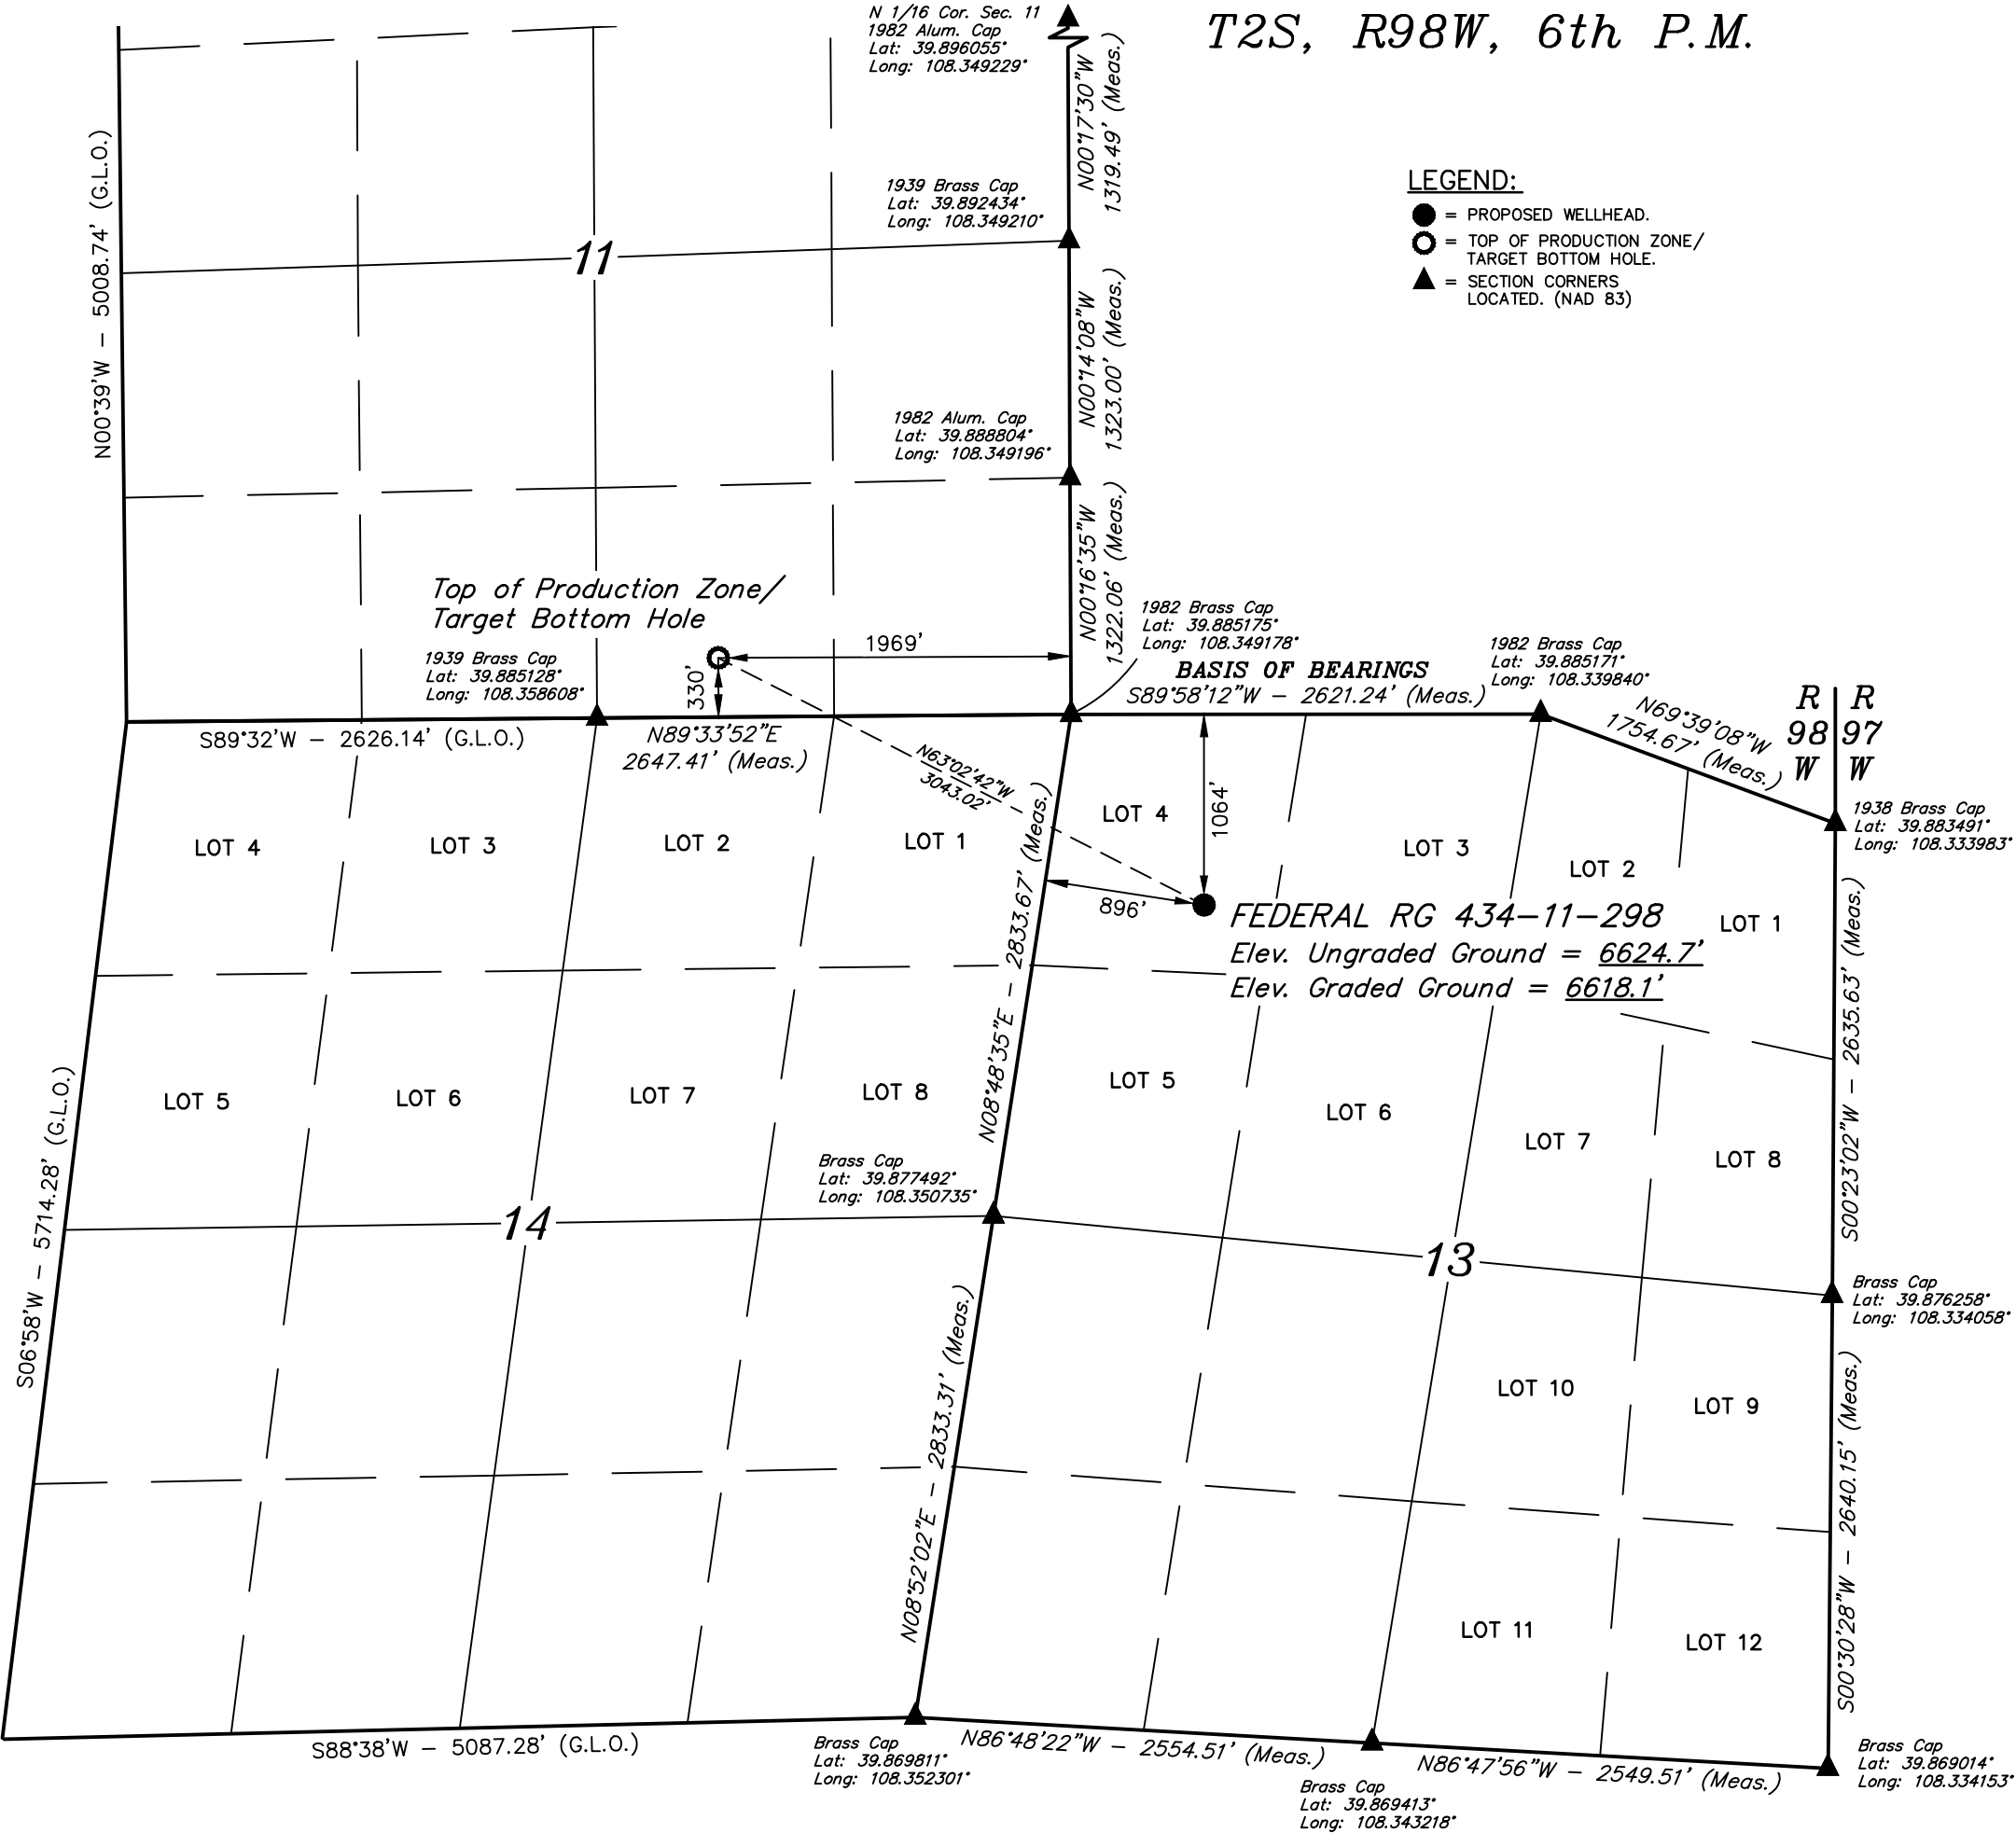 T2S, R98W, 6th P.M.
N 1/16 Cor. Sec. 11
1982 Alum. Cap
Lat: 39.896055°
Long: 108.349229°
N00°17'30"W
1319.49' (Meas.)
N00°39'W – 5008.74' (G.L.O.)
LEGEND:
= PROPOSED WELLHEAD.
= TOP OF PRODUCTION ZONE/
TARGET BOTTOM HOLE.
= SECTION CORNERS
LOCATED. (NAD 83)
1939 Brass Cap
Lat: 39.892434°
Long: 108.349210°
11
N00°14'08"W
1323.00' (Meas.)
1982 Alum. Cap
Lat: 39.888804°
Long: 108.349196°
N00°16'35"W
1322.06' (Meas.)
Top of Production Zone/
Target Bottom Hole
1969'
330'
1939 Brass Cap
Lat: 39.885128°
Long: 108.358608°
1982 Brass Cap
Lat: 39.885175°
Long: 108.349178°
BASIS OF BEARINGS
S89°58'12"W – 2621.24' (Meas.)
1982 Brass Cap
Lat: 39.885171°
Long: 108.339840°
N69°39'08"W
1754.67' (Meas.)
R R
98 97
W W
S89°32'W – 2626.14' (G.L.O.)
N89°33'52"E
2647.41' (Meas.)
N63°02'42"W
3043.02'
1938 Brass Cap
Lat: 39.883491°
Long: 108.333983°
LOT 4
LOT 3
LOT 2
LOT 1
LOT 4
1064'
LOT 3
LOT 2
LOT 1
896'
FEDERAL RG 434-11-298
Elev. Ungraded Ground = 6624.7'
Elev. Graded Ground = 6618.1'
N08°48'35"E – 2833.67' (Meas.)
S00°23'02"W – 2635.63' (Meas.)
S06°58'W – 5714.28' (G.L.O.)
LOT 5
LOT 6
LOT 7
LOT 8
LOT 5
LOT 6
LOT 7
LOT 8
Brass Cap
Lat: 39.877492°
Long: 108.350735°
14
13
Brass Cap
Lat: 39.876258°
Long: 108.334058°
N08°52'02"E – 2833.31' (Meas.)
S00°30'28"W – 2640.15' (Meas.)
LOT 10
LOT 9
LOT 11
LOT 12
S88°38'W – 5087.28' (G.L.O.)
Brass Cap
Lat: 39.869811°
Long: 108.352301°
N86°48'22"W – 2554.51' (Meas.)
Brass Cap
Lat: 39.869413°
Long: 108.343218°
N86°47'56"W – 2549.51' (Meas.)
Brass Cap
Lat: 39.869014°
Long: 108.334153°